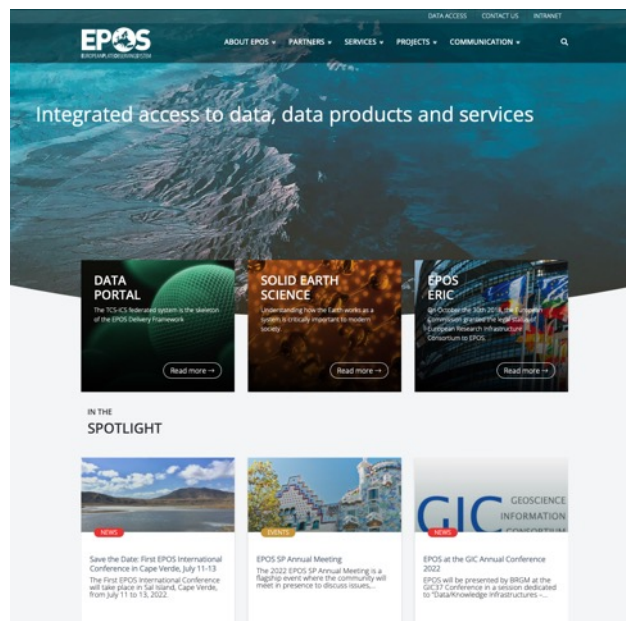 DATA ACCESS CONTACT US INTRANET
EPOS
EUROPEAN PLATE OBSERVING SYSTEM
ABOUT EPOS PARTNERS SERVICES PROJECTS COMMUNICATION
Integrated access to data, data products and services
DATA
PORTAL
The TCS-ICS federated system is the skeleton
of the EPOS Delivery Framework
Read more →
SOLID EARTH
SCIENCE
Understanding how the Earth works as a
system is critically important to modern
society
Read more →
EPOS
ERIC
On October the 30th 2018, the European
Commission granted the legal status of
European Research Infrastructure
Consortium to EPOS.
Read more →
IN THE
SPOTLIGHT
NEWS
Save the Date: First EPOS International
Conference in Cape Verde, July 11-13
The First EPOS International Conference
will take place in Sal Island, Cape Verde,
from July 11 to 13, 2022.
EVENTS
EPOS SP Annual Meeting
The 2022 EPOS SP Annual Meeting is a
flagship event where the community will
meet in presence to discuss issues,...
GIC GEOSCIENCE
INFORMATION
CONSORTIUM
NEWS
EPOS at the GIC Annual Conference
2022
EPOS will be presented by BRGM at the
GIC37 Conference in a session dedicated...
to "Data/Knowledge Infrastructures –...